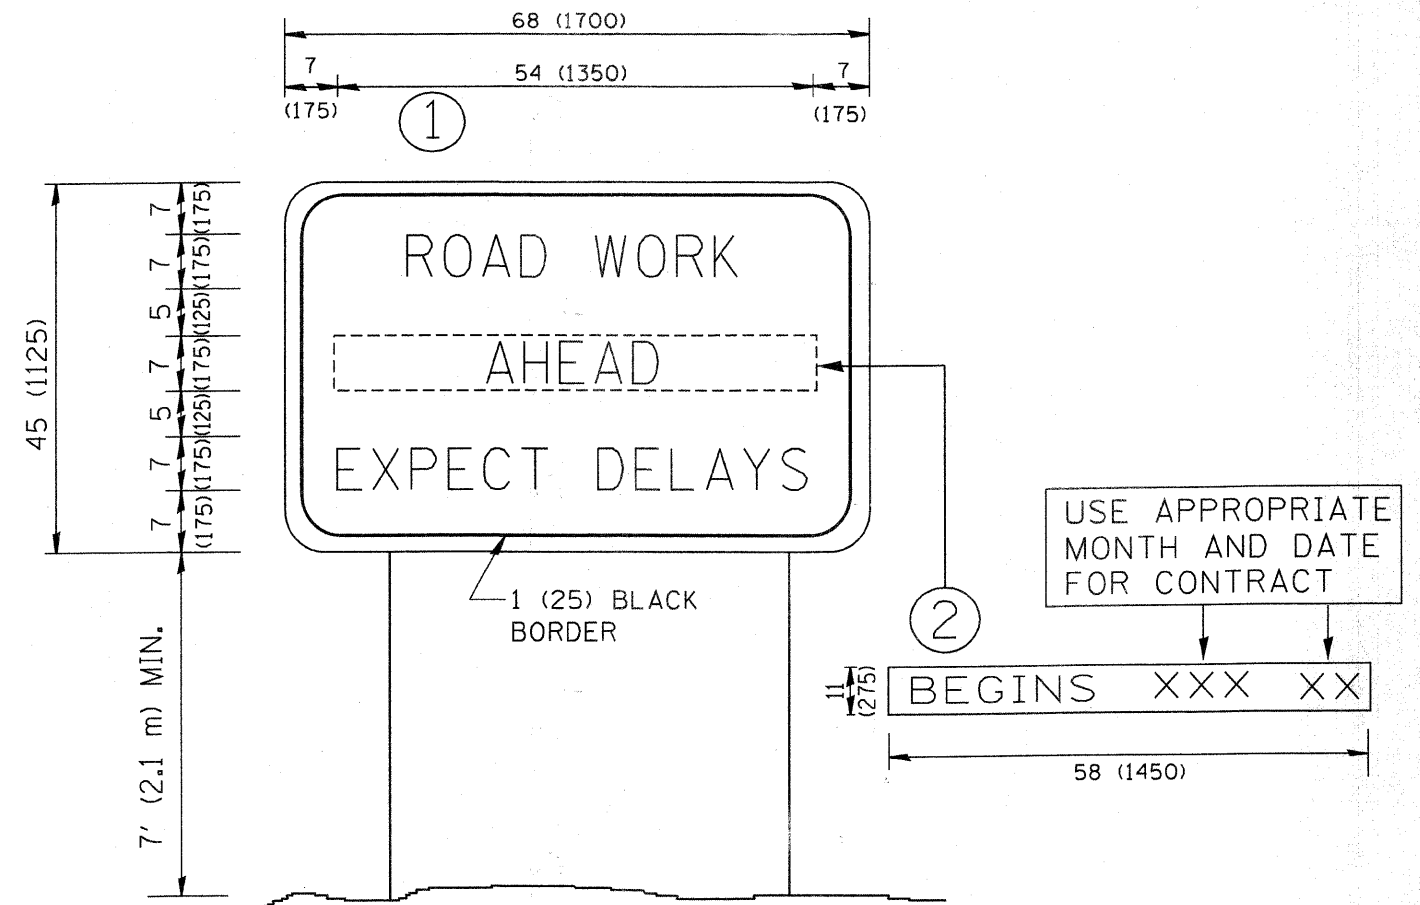 68 (1700)
7 54 (1350) 7
(175) (175)
1
45 (1125)
7 (175)
7 (175)
5 (125)
7 (175)
5 (125)
7 (175)
7 (175)
7' (2.1 m) MIN.
ROAD WORK
AHEAD
EXPECT DELAYS
1 (25) BLACK
BORDER
2
USE APPROPRIATE
MONTH AND DATE
FOR CONTRACT
11
(275)
BEGINS XXX XX
58 (1450)